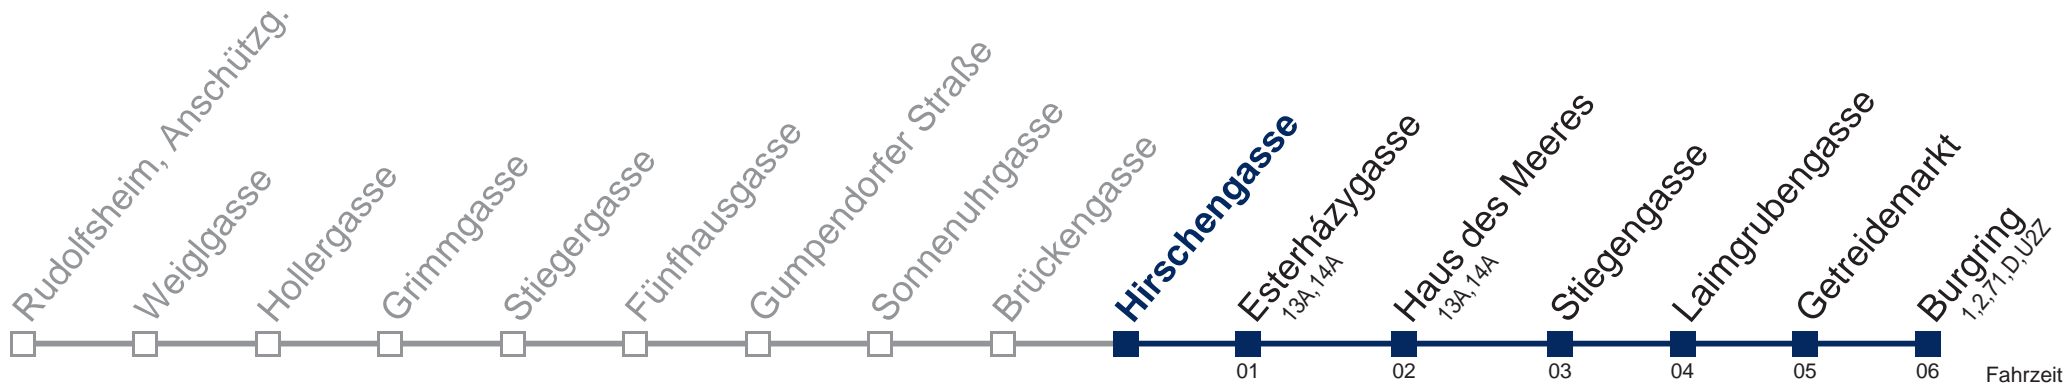 Rudolfsheim, Anschützg.
Weiglgasse
Hollergasse
Grimmgasse
Stiegergasse
Fünfhausgasse
Gumpendorfer Straße
Sonnenuhrgasse
Brückengasse
Hirschengasse
Esterházygasse
13A,14A
Haus des Meeres
13A,14A
Stiegengasse
Laimgrubengasse
Getreidemarkt
Burgring
1,2,71,D,U2Z
01 02 03 04 05 06 Fahrzeit